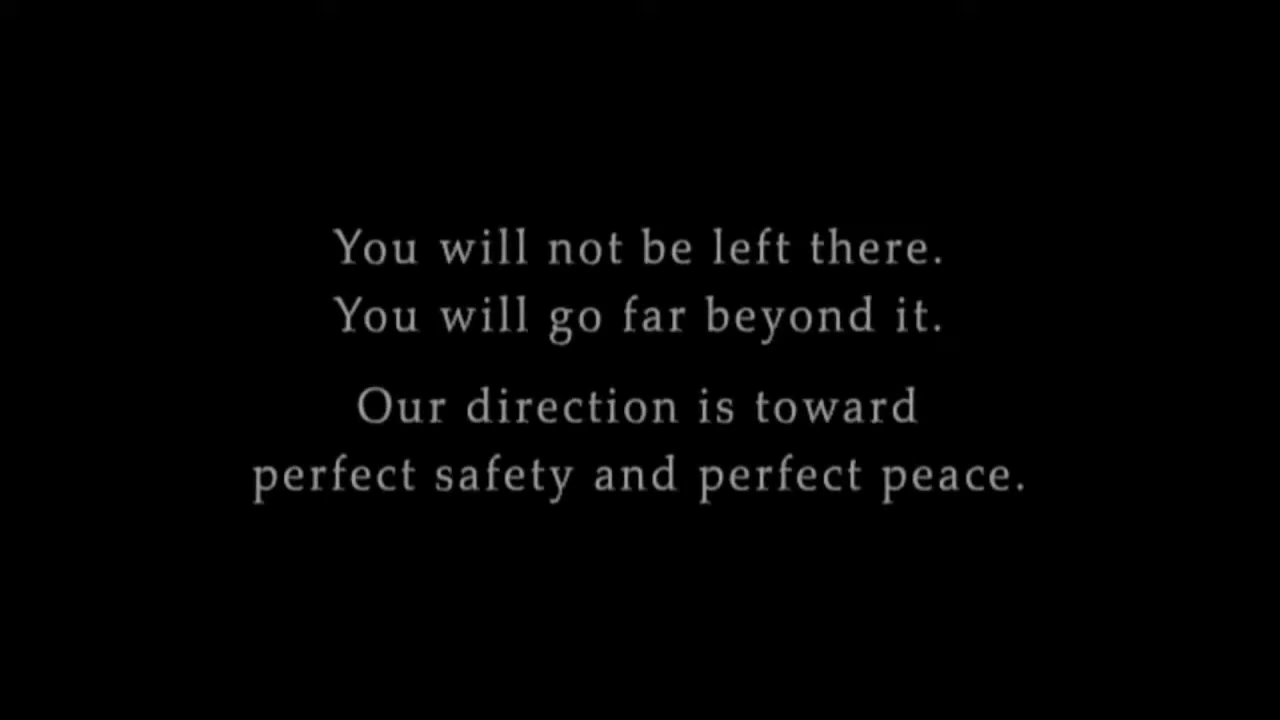 You will not be left there.
You will go far beyond it.
Our direction is toward
perfect safety and perfect peace.